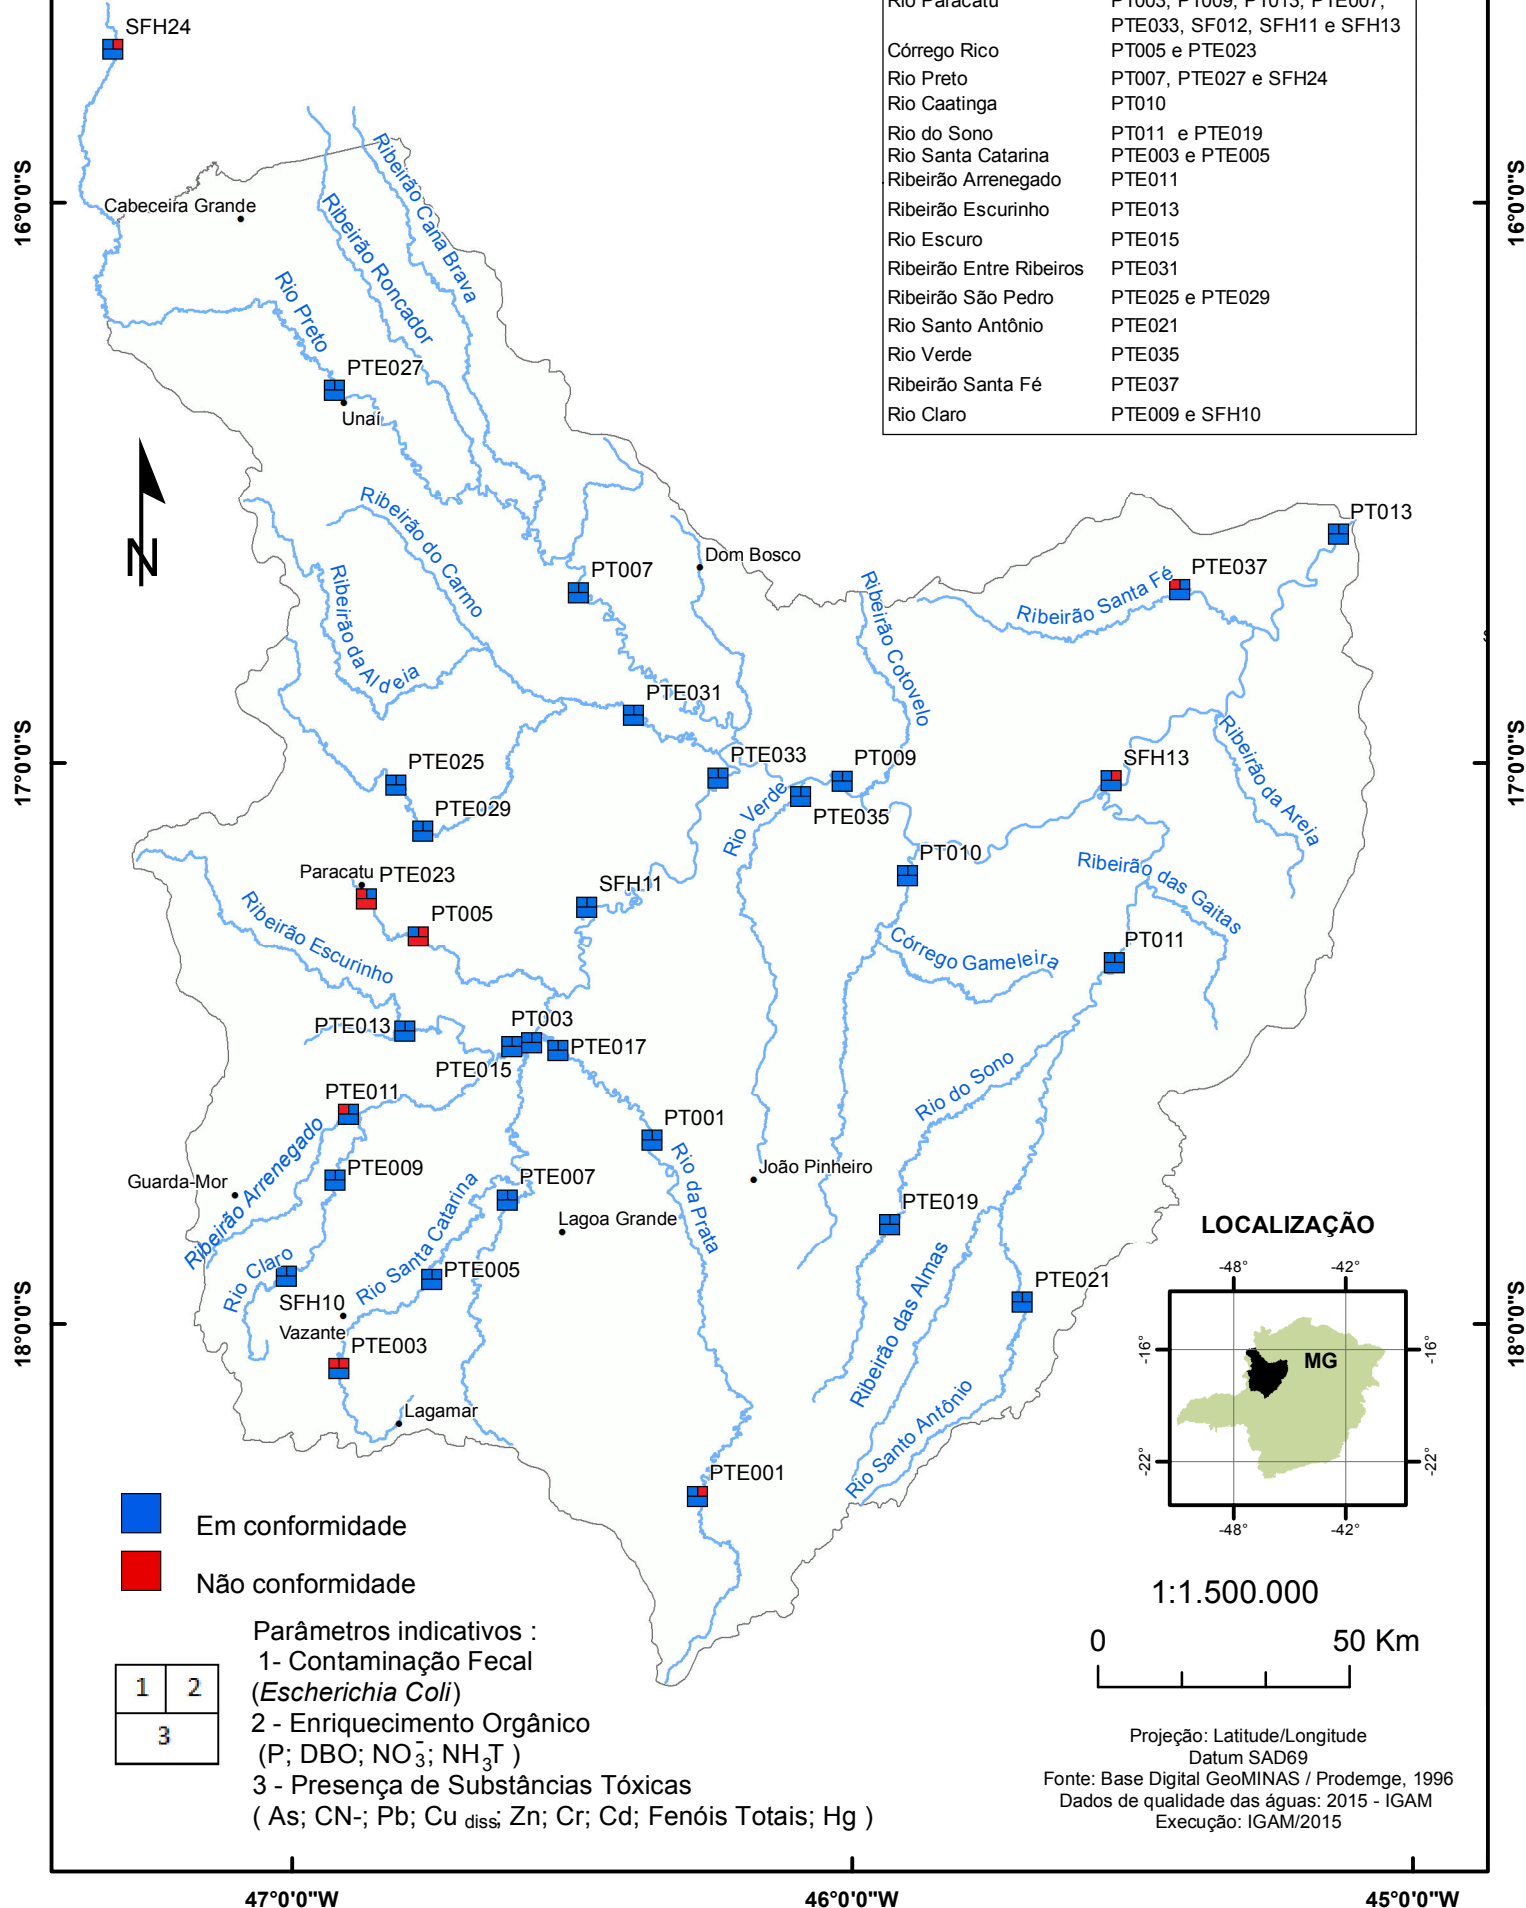 Rio Paracatu PT003, PT009, PT013, PTE007,
PTE033, SF012, SFH11 e SFH13
Córrego Rico PT005 e PTE023
Rio Preto PT007, PTE027 e SFH24
Rio Caatinga PT010
Rio do Sono PT011 e PTE019
Rio Santa Catarina PTE003 e PTE005
Ribeirão Arrenegado PTE011
Ribeirão Escurinho PTE013
Rio Escuro PTE015
Ribeirão Entre Ribeiros PTE031
Ribeirão São Pedro PTE025 e PTE029
Rio Santo Antônio PTE021
Rio Verde PTE035
Ribeirão Santa Fé PTE037
Rio Claro PTE009 e SFH10
SFH24
16°0'0"S
16°0'0"S
Cabeceira Grande
Ribeirão Cana Brava
Ribeirão Roncador
Rio Preto
PTE027
Unaí
N
Ribeirão do Carmo
Ribeirão da Aldeia
PT007
Dom Bosco
PT013
PTE037
Ribeirão Santa Fé
Ribeirão Cotovelo
PTE031
17°0'0"S
17°0'0"S
PTE033
PT009
SFH13
Ribeirão da Areia
PTE025
PTE029
Rio Verde
PTE035
PT010
Ribeirão das Gaitas
Paracatu
PTE023
SFH11
PT005
Ribeirão Escurinho
Córrego Gameleira
PT011
PTE013
PT003
PTE017
PTE015
Rio do Sono
PTE011
PT001
Ribeirão Arrenegado
PTE009
Guarda-Mor
PTE007
João Pinheiro
Rio da Prata
Lagoa Grande
PTE019
Rio Santa Catarina
Rio Claro
PTE005
SFH10
Vazante
PTE003
Lagamar
Ribeirão das Almas
PTE021
Rio Santo Antônio
PTE001
18°0'0"S
18°0'0"S
LOCALIZAÇÃO
-48° -42°
-16° -16°
MG
-22° -22°
-48° -42°
Em conformidade
Não conformidade
1:1.500.000
0 50 Km
Parâmetros indicativos :
1- Contaminação Fecal
(Escherichia Coli)
2 - Enriquecimento Orgânico
(P; DBO; NO₃⁻; NH₃T )
3 - Presença de Substâncias Tóxicas
( As; CN-; Pb; Cu diss; Zn; Cr; Cd; Fenóis Totais; Hg )
1 2
3
Projeção: Latitude/Longitude
Datum SAD69
Fonte: Base Digital GeoMINAS / Prodemge, 1996
Dados de qualidade das águas: 2015 - IGAM
Execução: IGAM/2015
47°0'0"W 46°0'0"W 45°0'0"W